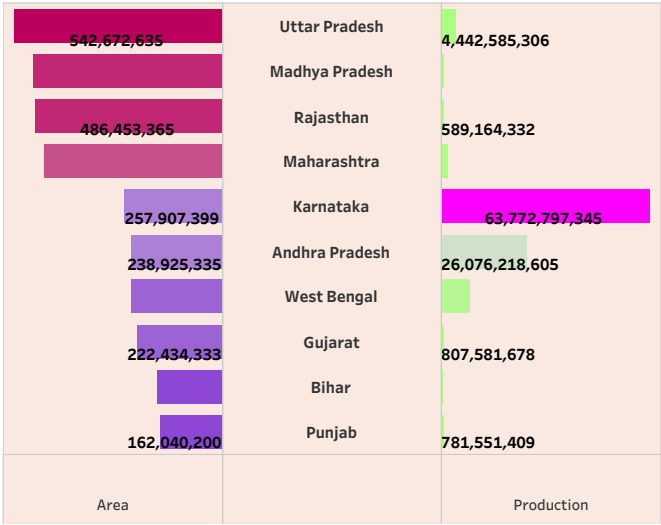 Uttar Pradesh
542,672,635 4,442,585,306
Madhya Pradesh
Rajasthan
486,453,365 589,164,332
Maharashtra
Karnataka
257,907,399 63,772,797,345
Andhra Pradesh
238,925,335 26,076,218,605
West Bengal
Gujarat
222,434,333 807,581,678
Bihar
Punjab
162,040,200 781,551,409
Area Production